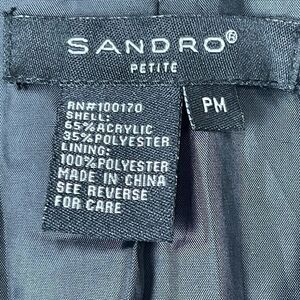 SANDRO®
PETITE
PM
RN#100170
SHELL:
65%ACRYLIC
35%POLYESTER
LINING:
100%POLYESTER
MADE IN CHINA
SEE REVERSE
FOR CARE